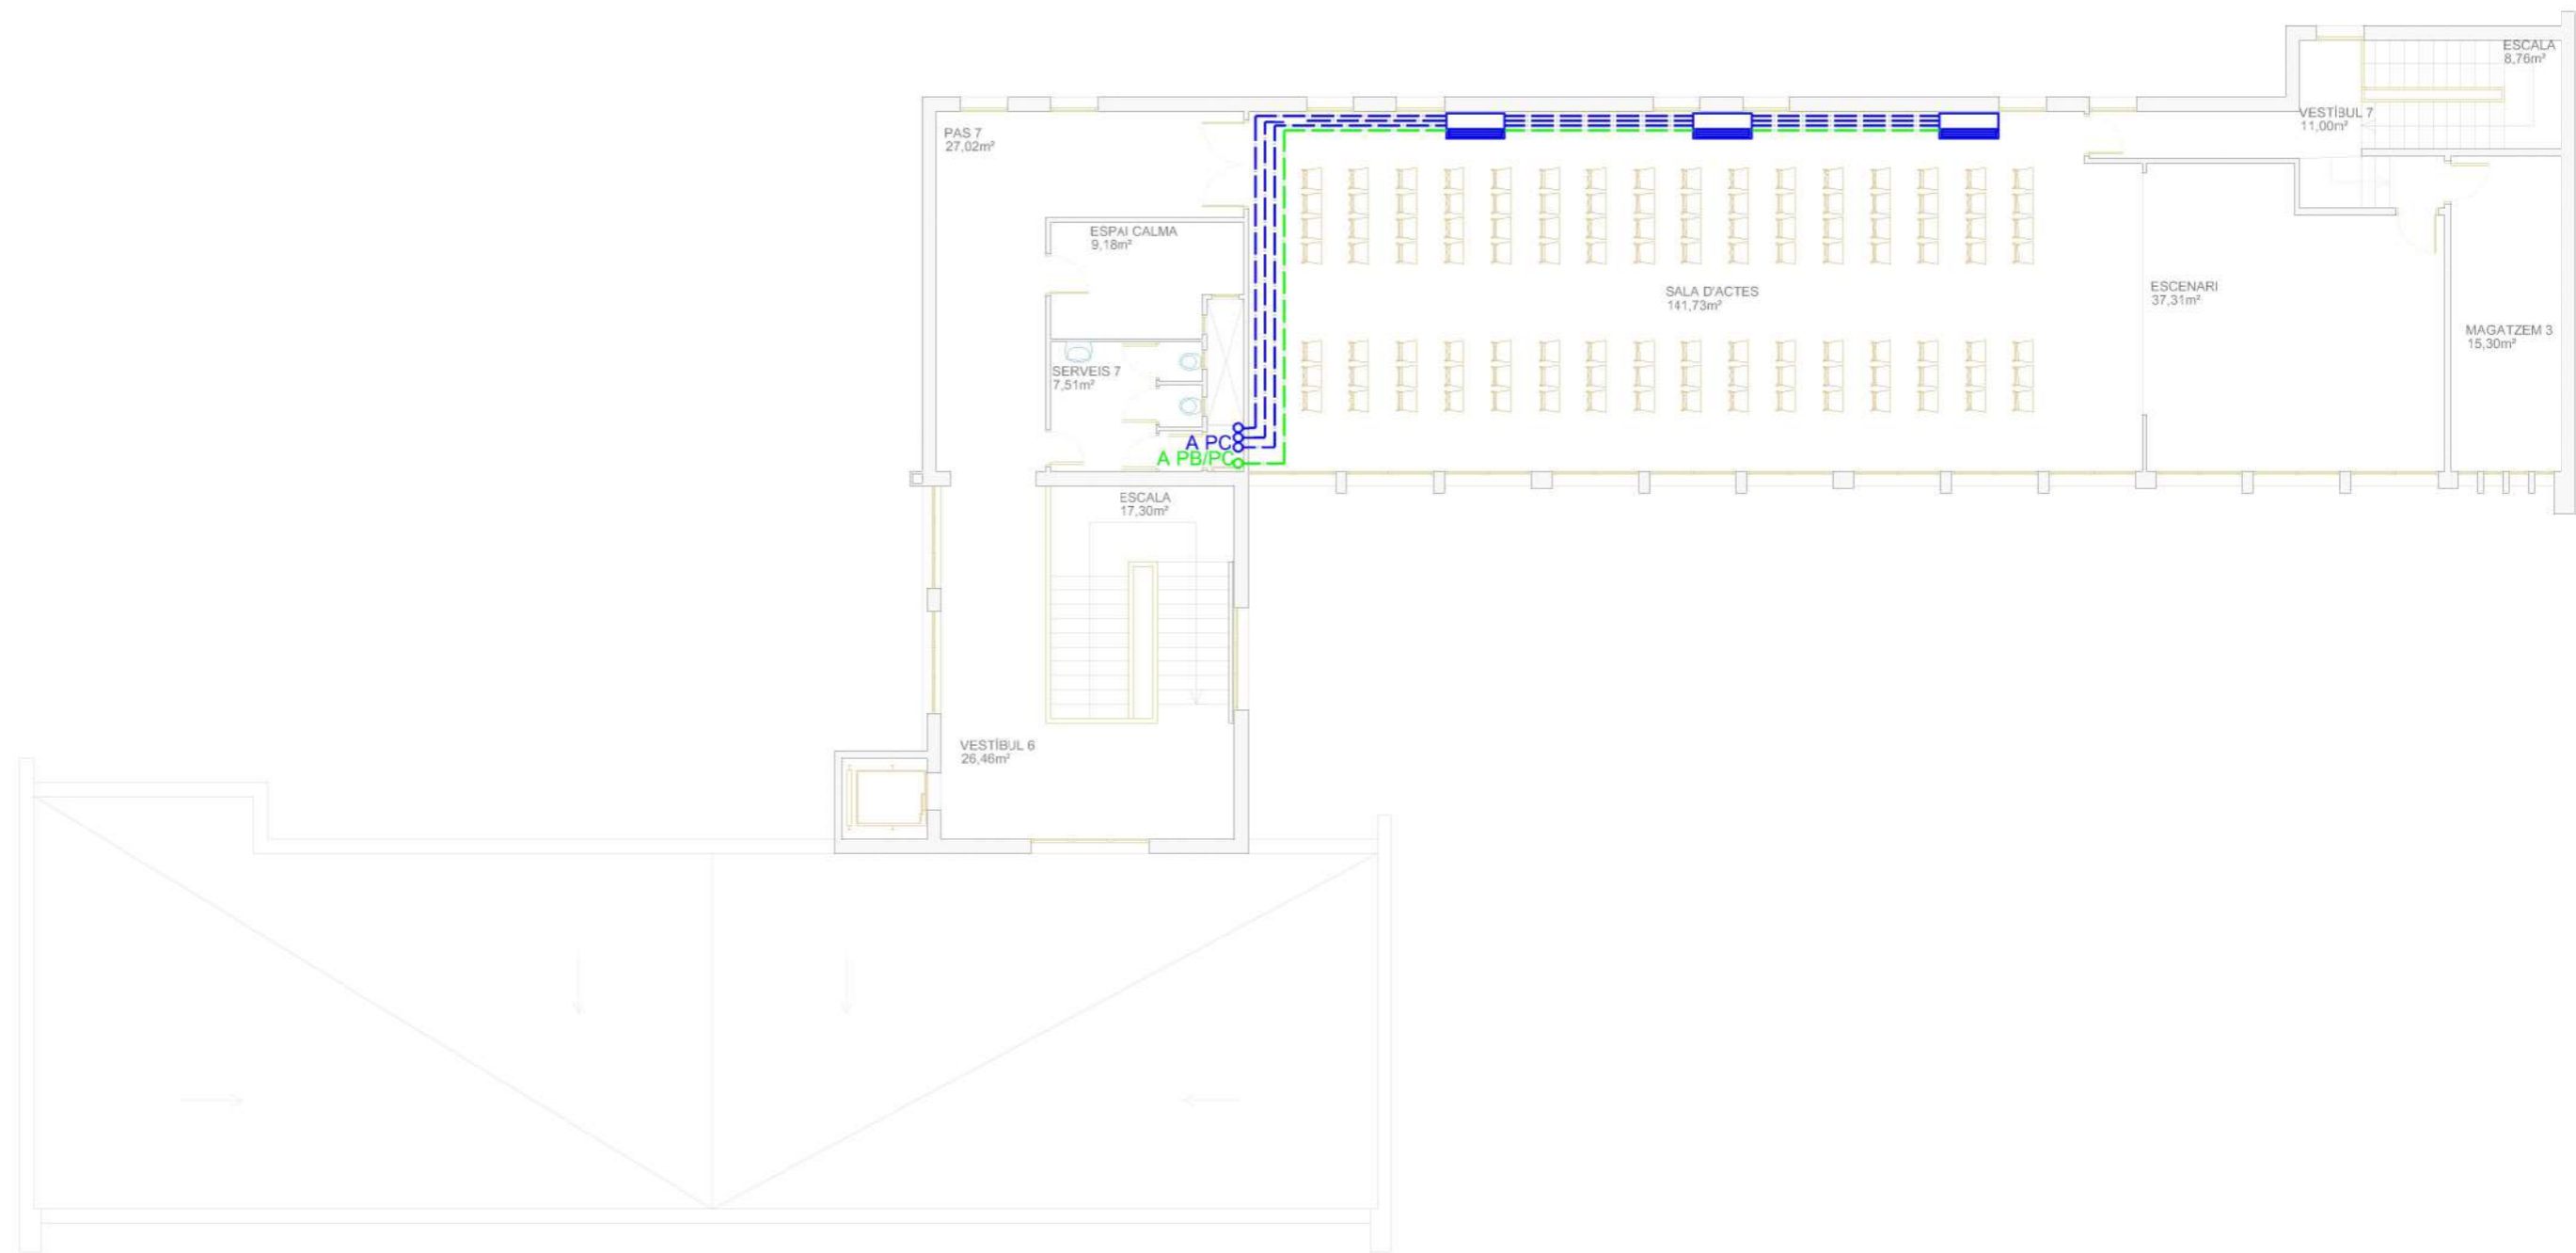 ESCALA
8,76m²
VESTÍBUL 7
11,00m²
PAS 7
27,02m²
ESPAI CALMA
9,18m²
SALA D'ACTES
141,73m²
ESCENARI
37,31m²
MAGATZEM 3
15,30m²
SERVEIS 7
7,51m²
A PC
A PB/PC
ESCALA
17,30m²
VESTÍBUL 6
26,46m²